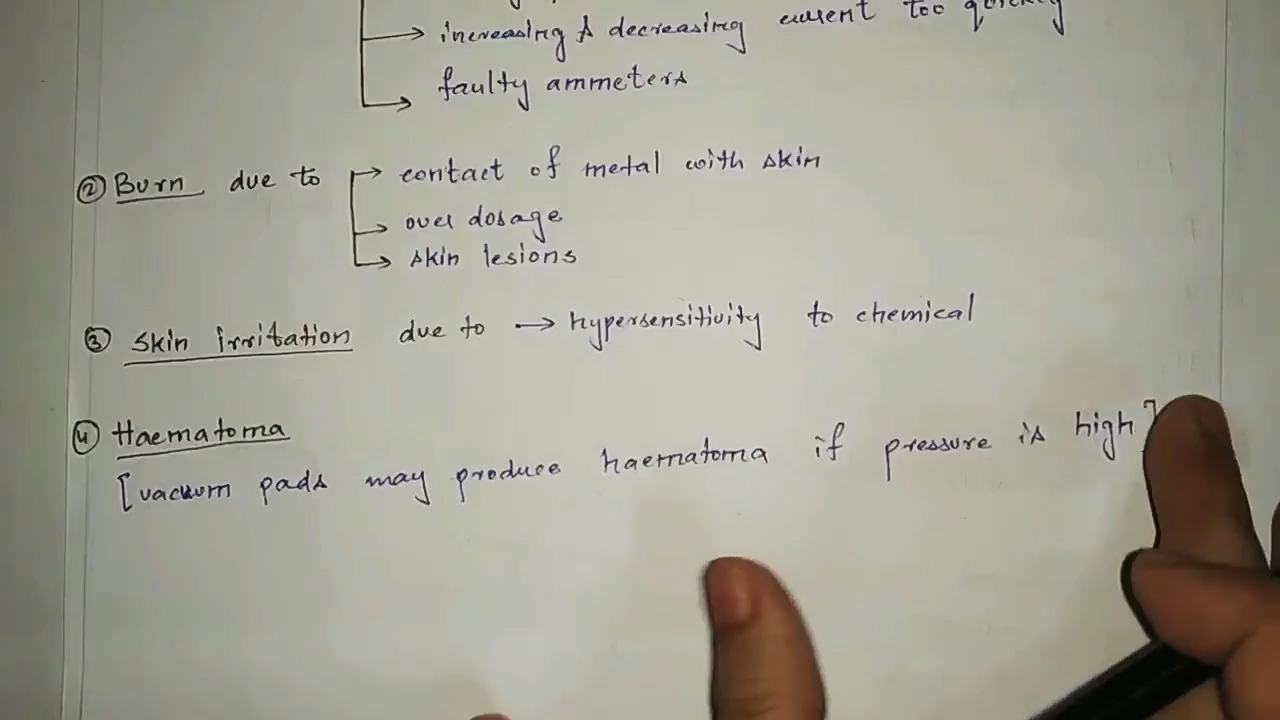 → increasing & decreasing current too quickly
→ faulty ammeters
② Burn due to → contact of metal with skin
→ over dosage
→ skin lesions
③ Skin irritation due to → hypersensitivity to chemical
④ Haematoma
[vacuum pads may produce haematoma if pressure is high]